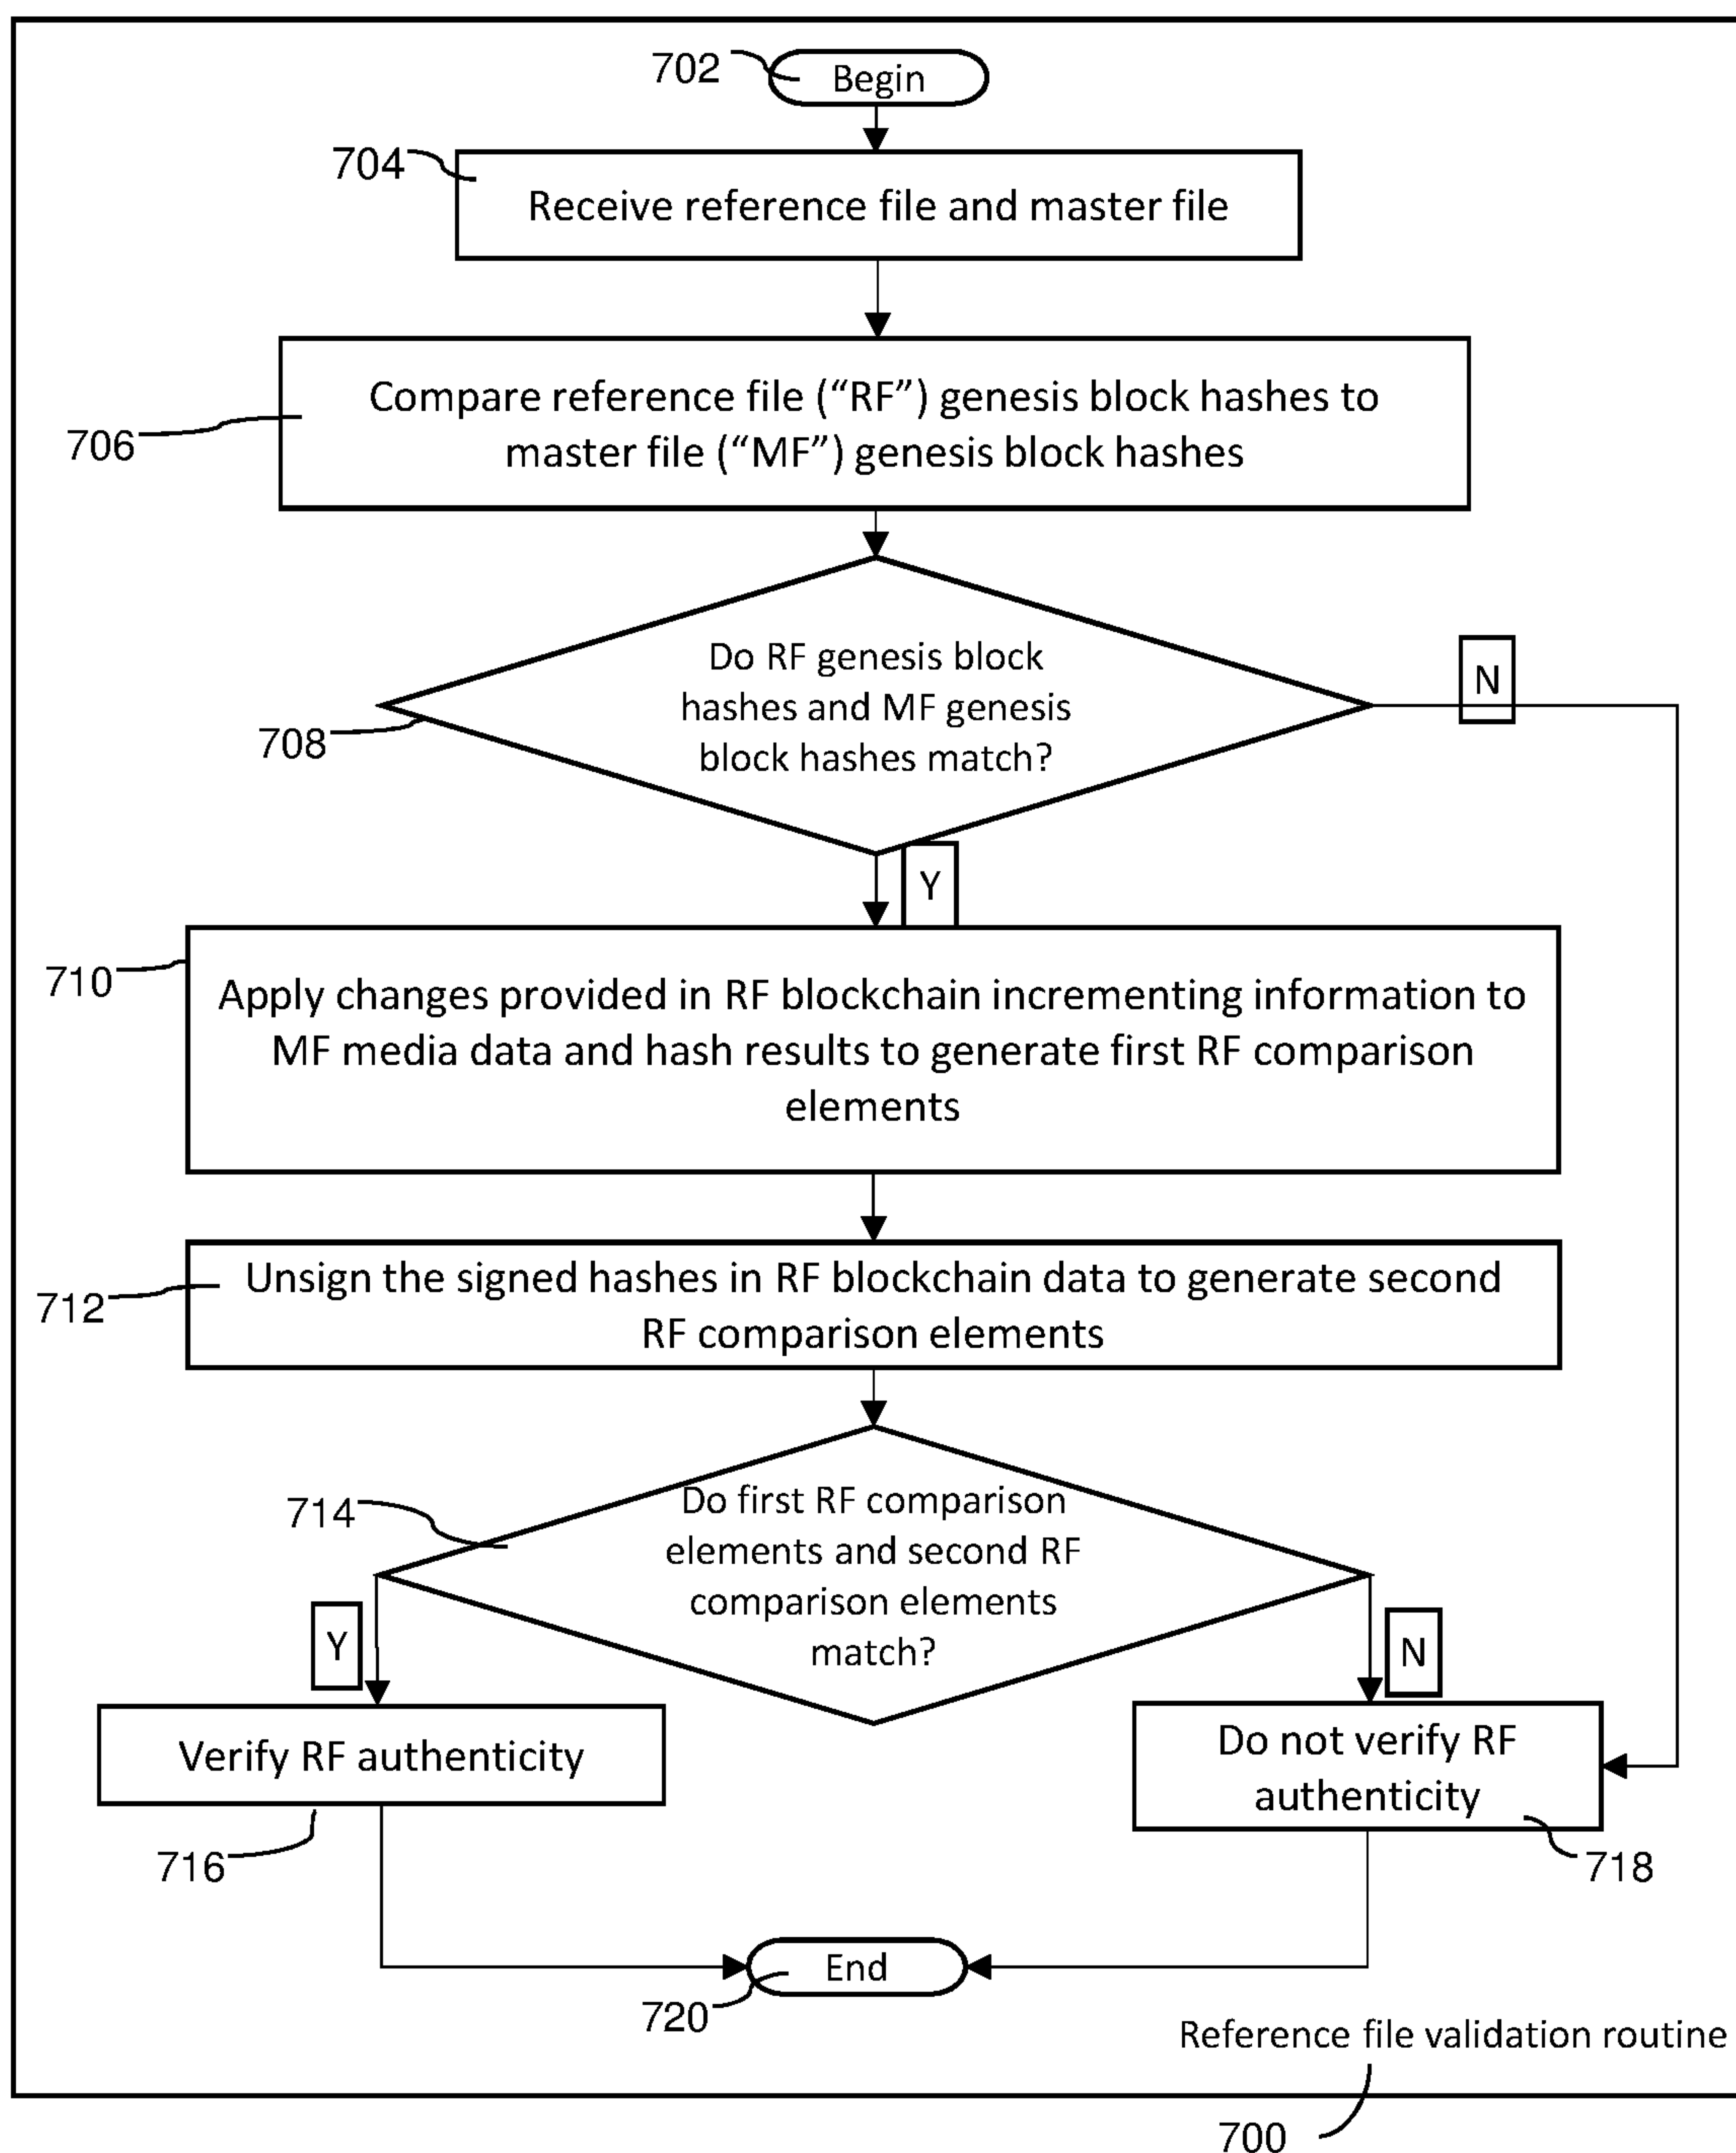 702
Begin
704
Receive reference file and master file
706
Compare reference file (“RF”) genesis block hashes to
master file (“MF”) genesis block hashes
708
Do RF genesis block
hashes and MF genesis
block hashes match?
N
Y
710
Apply changes provided in RF blockchain incrementing information to
MF media data and hash results to generate first RF comparison
elements
712
Unsign the signed hashes in RF blockchain data to generate second
RF comparison elements
714
Do first RF comparison
elements and second RF
comparison elements
match?
Y
N
Verify RF authenticity
716
Do not verify RF
authenticity
718
End
720
Reference file validation routine
700